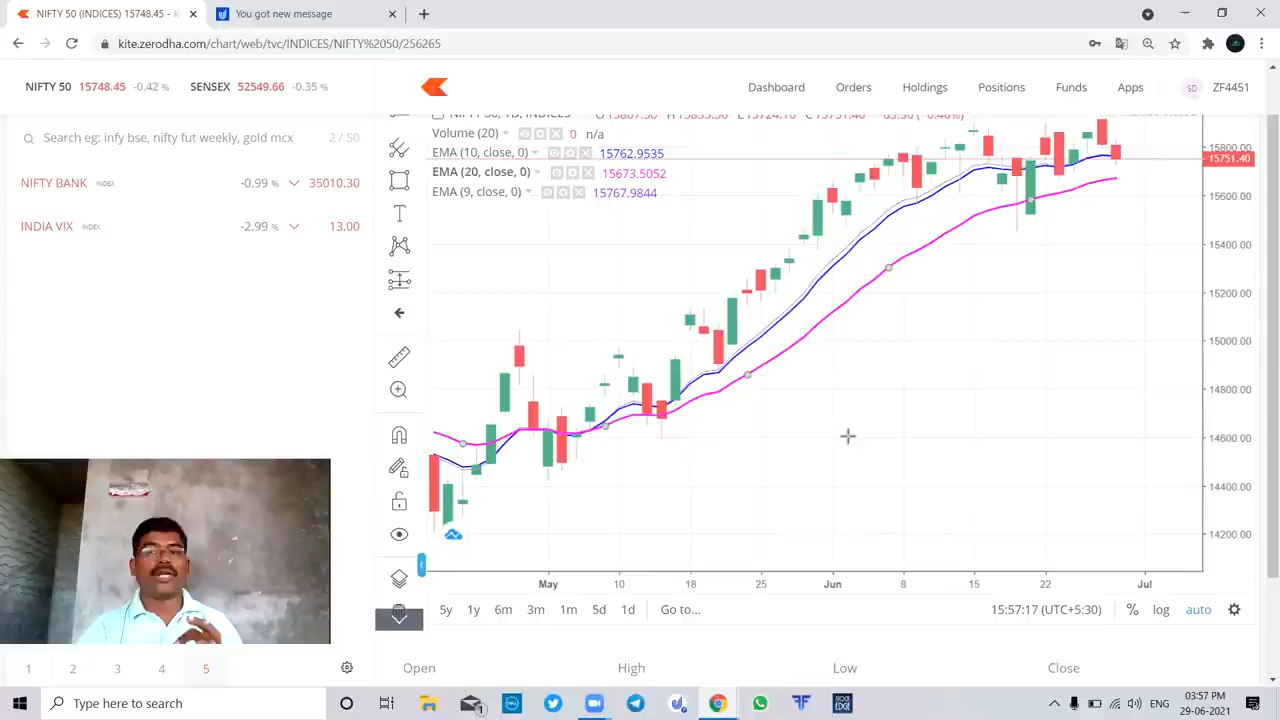 NIFTY 50 (INDICES) 15748.45 - K
You got new message
kite.zerodha.com/chart/web/tvc/INDICES/NIFTY%2050/256265
NIFTY 50 15748.45 -0.42 % SENSEX 52549.66 -0.35 %
Dashboard Orders Holdings Positions Funds Apps SD ZF4451
Search eg: infy bse, nifty fut weekly, gold mcx 2 / 50
NIFTY BANK INDEX -0.99 % 35010.30
INDIA VIX INDEX -2.99 % 13.00
Volume (20) 0 n/a
EMA (10, close, 0) 15762.9535
EMA (20, close, 0) 15673.5052
EMA (9, close, 0) 15767.9844
15800.00
15751.40
15600.00
15400.00
15200.00
15000.00
14800.00
14600.00
14400.00
14200.00
May 10 18 25 Jun 8 15 22 Jul
5y 1y 6m 3m 1m 5d 1d Go to... 15:57:17 (UTC+5:30) % log auto
Open High Low Close
1 2 3 4 5
Type here to search
ENG
03:57 PM
29-06-2021